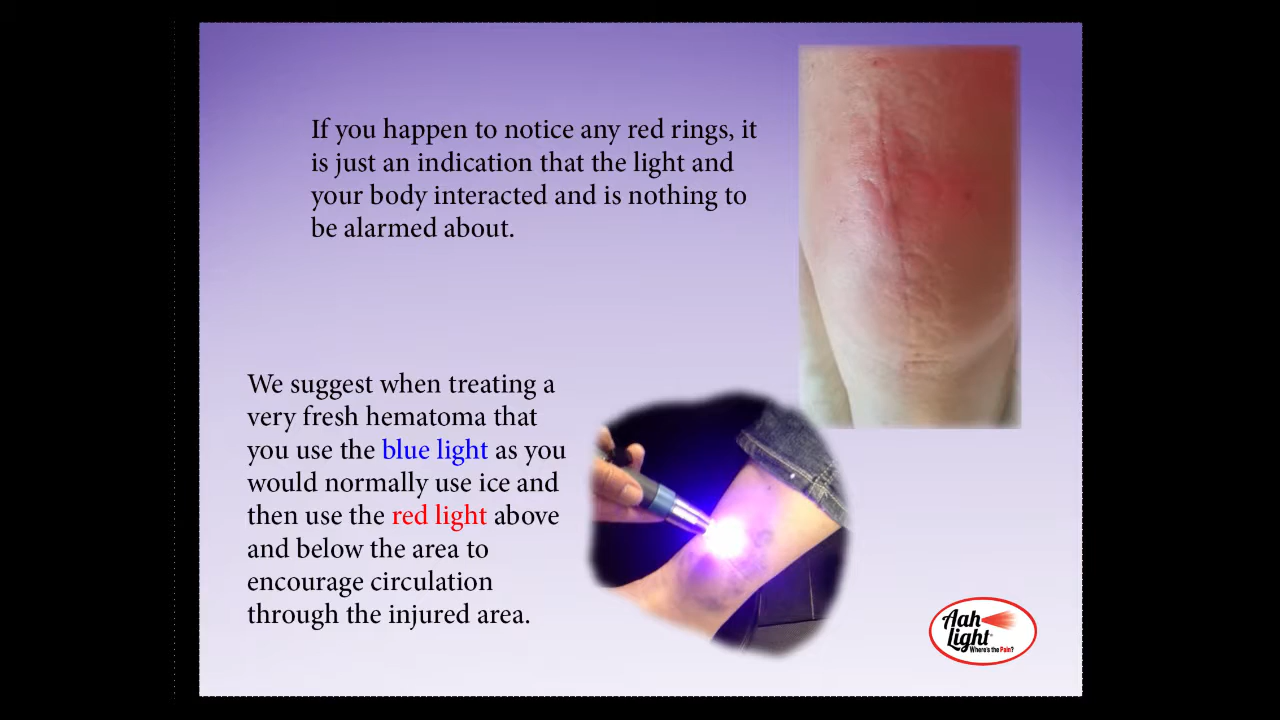 If you happen to notice any red rings, it
is just an indication that the light and
your body interacted and is nothing to
be alarmed about.
We suggest when treating a
very fresh hematoma that
you use the blue light as you
would normally use ice and
then use the red light above
and below the area to
encourage circulation
through the injured area.
Aah
Light
Where's the Pain?